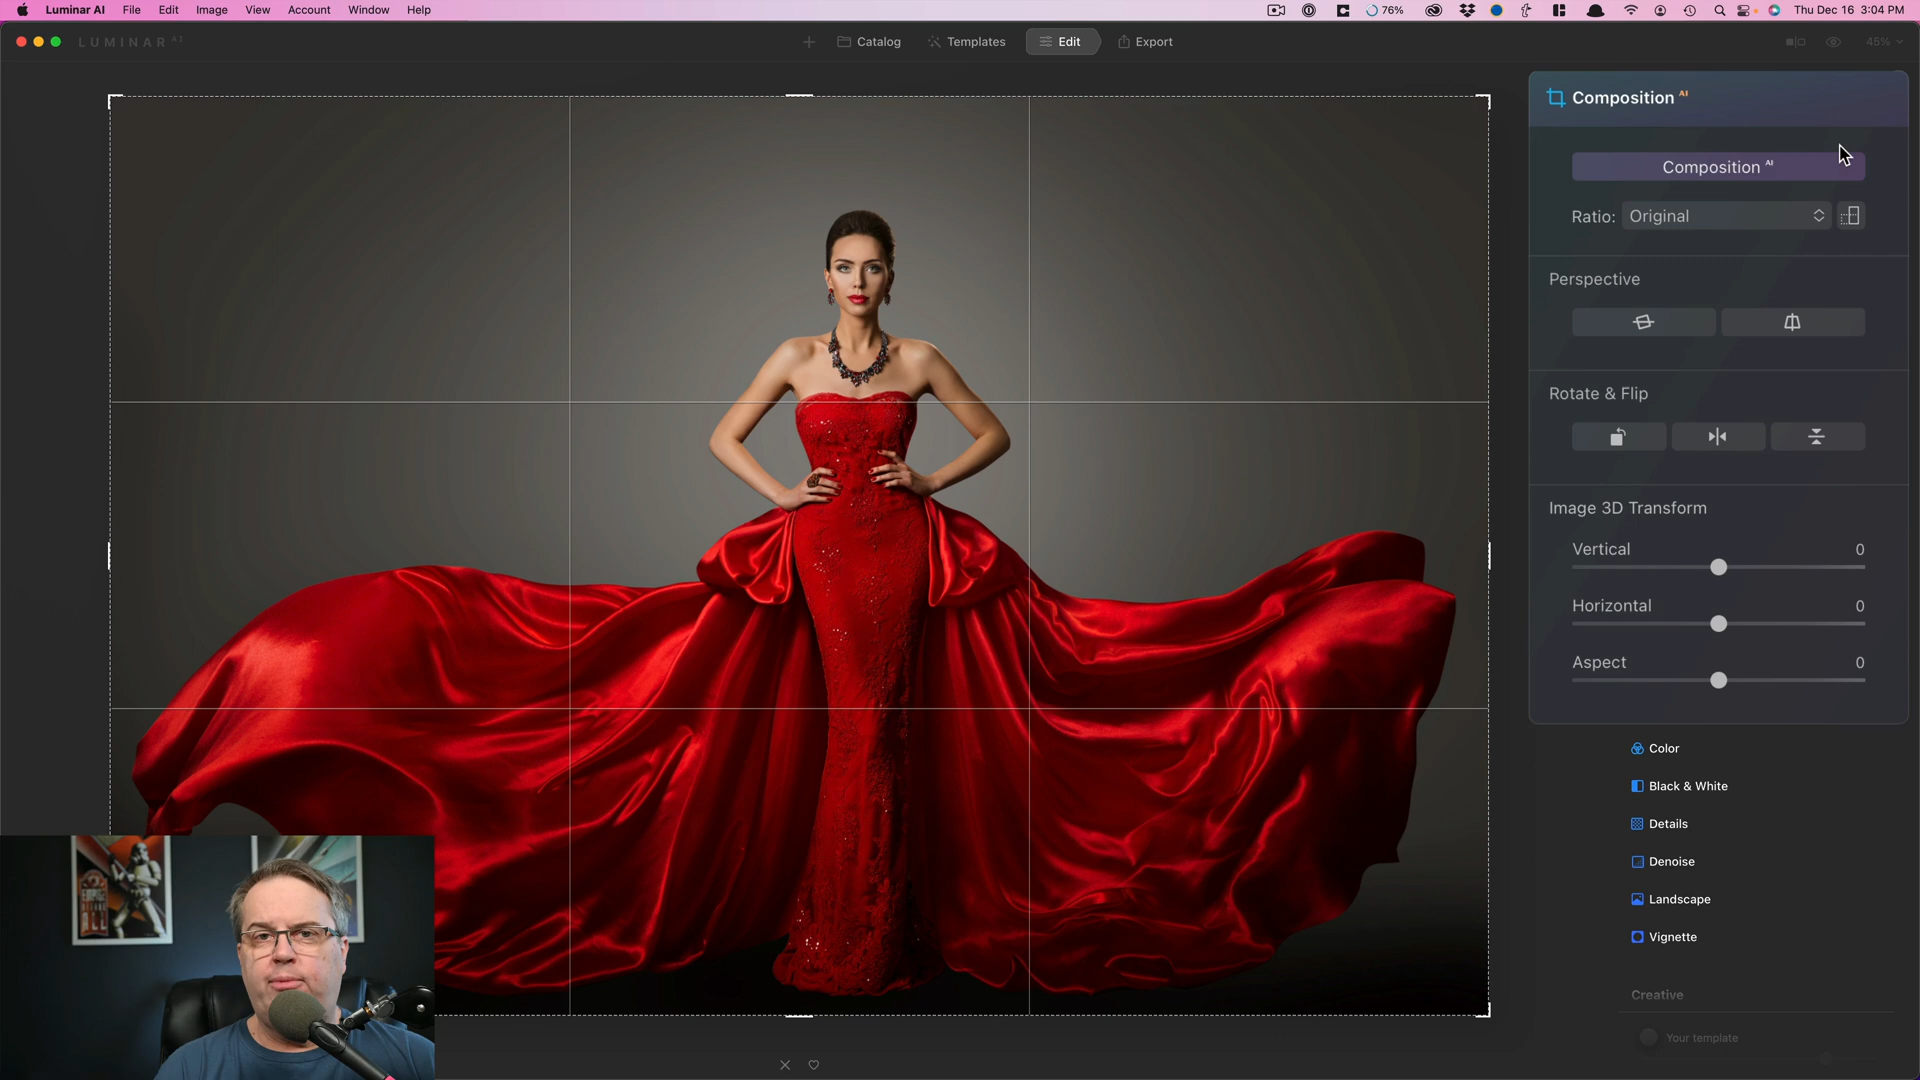 Luminar AI File Edit Image View Account Window Help 76% Thu Dec 16 3:04 PM
LUMINAR AI Catalog Templates Edit Export 45%
Composition AI
Composition AI
Ratio: Original
Perspective
Rotate & Flip
Image 3D Transform
Vertical 0
Horizontal 0
Aspect 0
Color
Black & White
Details
Denoise
Landscape
Vignette
Creative
Your template